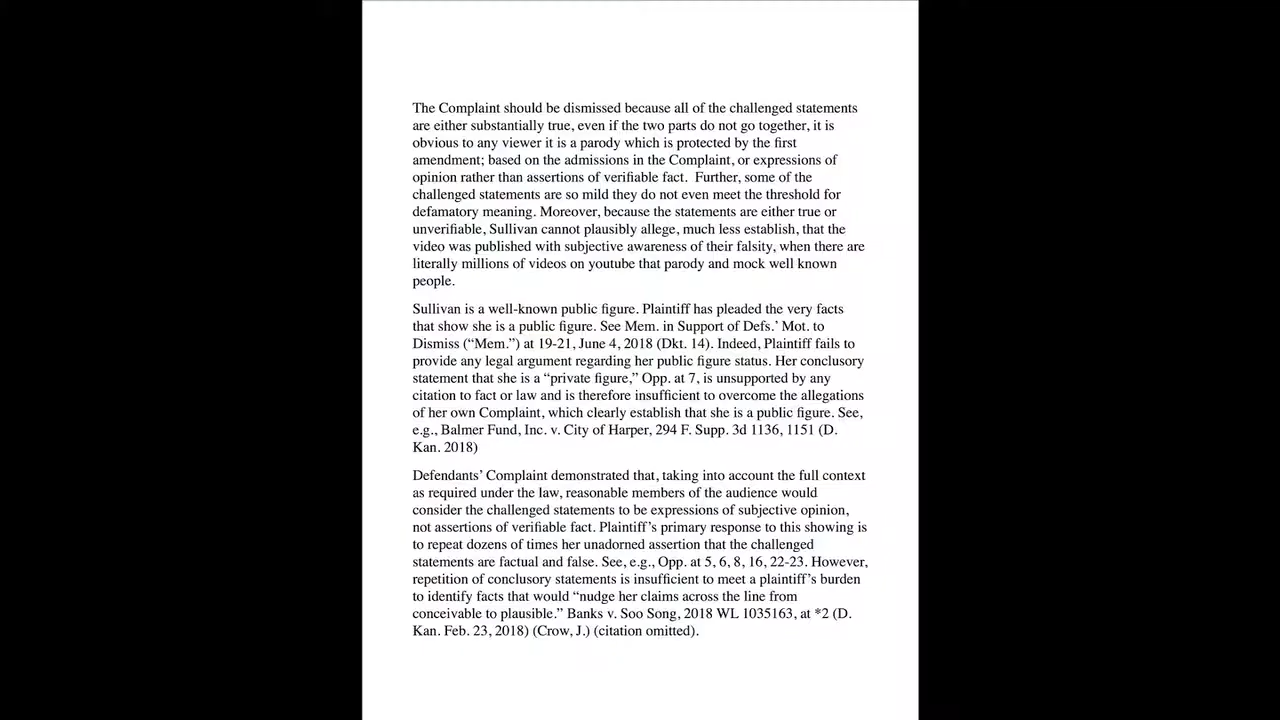 The Complaint should be dismissed because all of the challenged statements
are either substantially true, even if the two parts do not go together, it is
obvious to any viewer it is a parody which is protected by the first
amendment; based on the admissions in the Complaint, or expressions of
opinion rather than assertions of verifiable fact.  Further, some of the
challenged statements are so mild they do not even meet the threshold for
defamatory meaning. Moreover, because the statements are either true or
unverifiable, Sullivan cannot plausibly allege, much less establish, that the
video was published with subjective awareness of their falsity, when there are
literally millions of videos on youtube that parody and mock well known
people.
Sullivan is a well-known public figure. Plaintiff has pleaded the very facts
that show she is a public figure. See Mem. in Support of Defs.’ Mot. to
Dismiss (“Mem.”) at 19-21, June 4, 2018 (Dkt. 14). Indeed, Plaintiff fails to
provide any legal argument regarding her public figure status. Her conclusory
statement that she is a “private figure,” Opp. at 7, is unsupported by any
citation to fact or law and is therefore insufficient to overcome the allegations
of her own Complaint, which clearly establish that she is a public figure. See,
e.g., Balmer Fund, Inc. v. City of Harper, 294 F. Supp. 3d 1136, 1151 (D.
Kan. 2018)
Defendants’ Complaint demonstrated that, taking into account the full context
as required under the law, reasonable members of the audience would
consider the challenged statements to be expressions of subjective opinion,
not assertions of verifiable fact. Plaintiff’s primary response to this showing is
to repeat dozens of times her unadorned assertion that the challenged
statements are factual and false. See, e.g., Opp. at 5, 6, 8, 16, 22-23. However,
repetition of conclusory statements is insufficient to meet a plaintiff’s burden
to identify facts that would “nudge her claims across the line from
conceivable to plausible.” Banks v. Soo Song, 2018 WL 1035163, at *2 (D.
Kan. Feb. 23, 2018) (Crow, J.) (citation omitted).